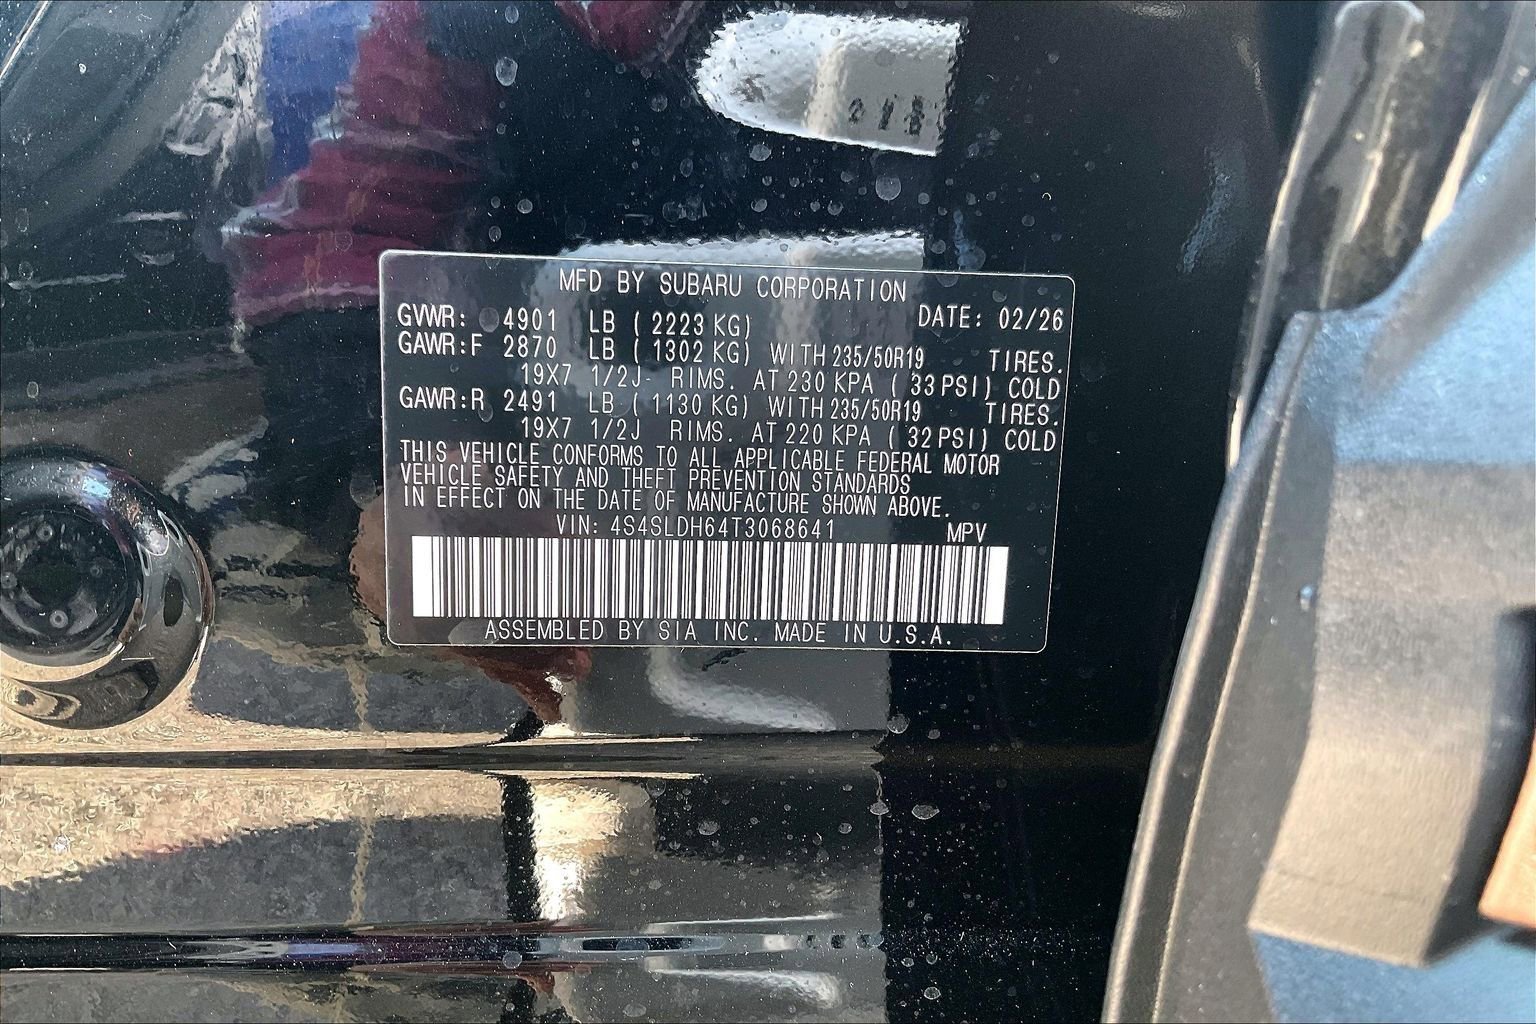 MFD BY SUBARU CORPORATION
GVWR: 4901 LB ( 2223 KG) DATE: 02/26
GAWR:F 2870 LB ( 1302 KG) WITH 235/50R19 TIRES.
19X7 1/2J RIMS. AT 230 KPA ( 33 PSI) COLD
GAWR:R 2491 LB ( 1130 KG) WITH 235/50R19 TIRES.
19X7 1/2J RIMS. AT 220 KPA ( 32 PSI) COLD
THIS VEHICLE CONFORMS TO ALL APPLICABLE FEDERAL MOTOR
VEHICLE SAFETY AND THEFT PREVENTION STANDARDS
IN EFFECT ON THE DATE OF MANUFACTURE SHOWN ABOVE.
VIN: 4S4SLDH64T3068641 MPV
ASSEMBLED BY SIA INC. MADE IN U.S.A.